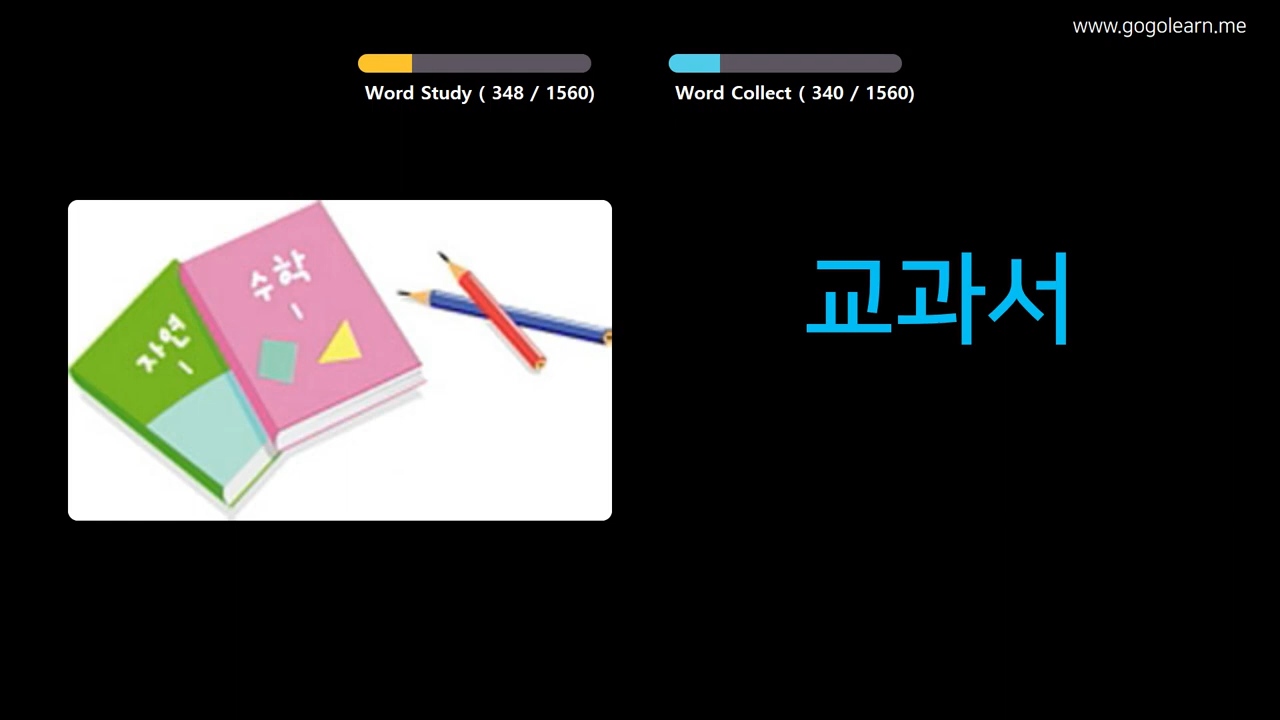 www.gogolearn.me
Word Study ( 348 / 1560)
Word Collect ( 340 / 1560)
수학
1
자연
1
교과서